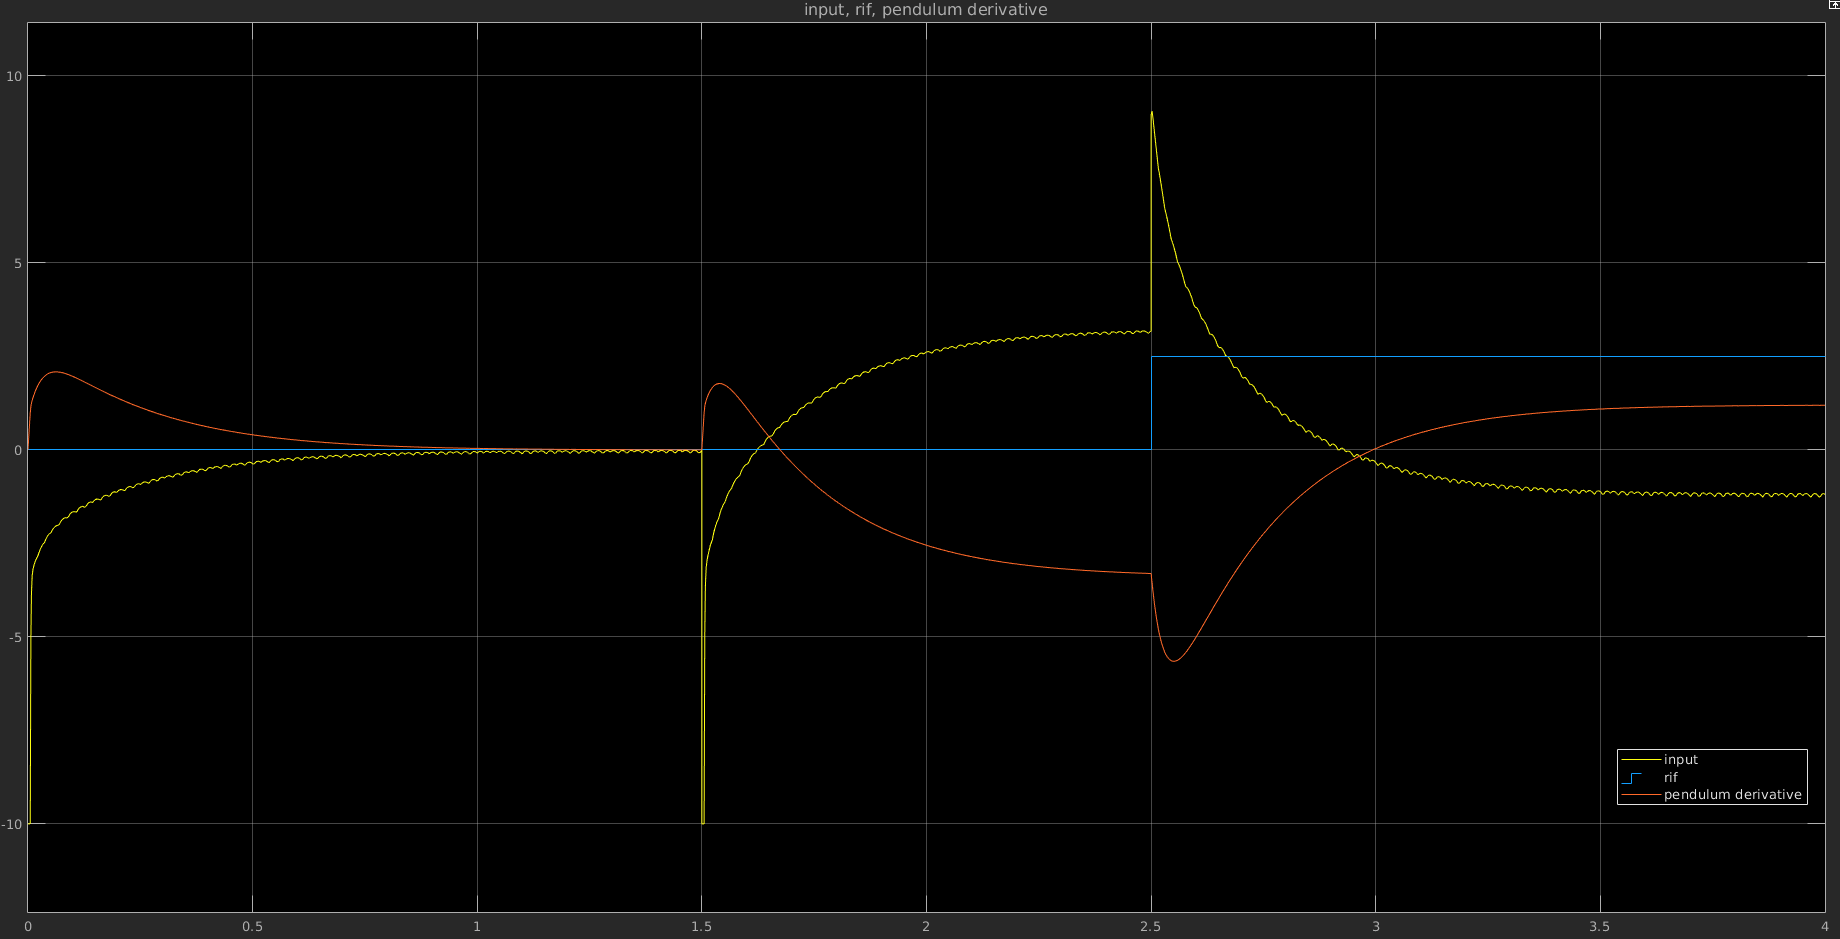 input, rif, pendulum derivative
10
5
0
-5
-10
input
rif
pendulum derivative
0 0.5 1 1.5 2 2.5 3 3.5 4